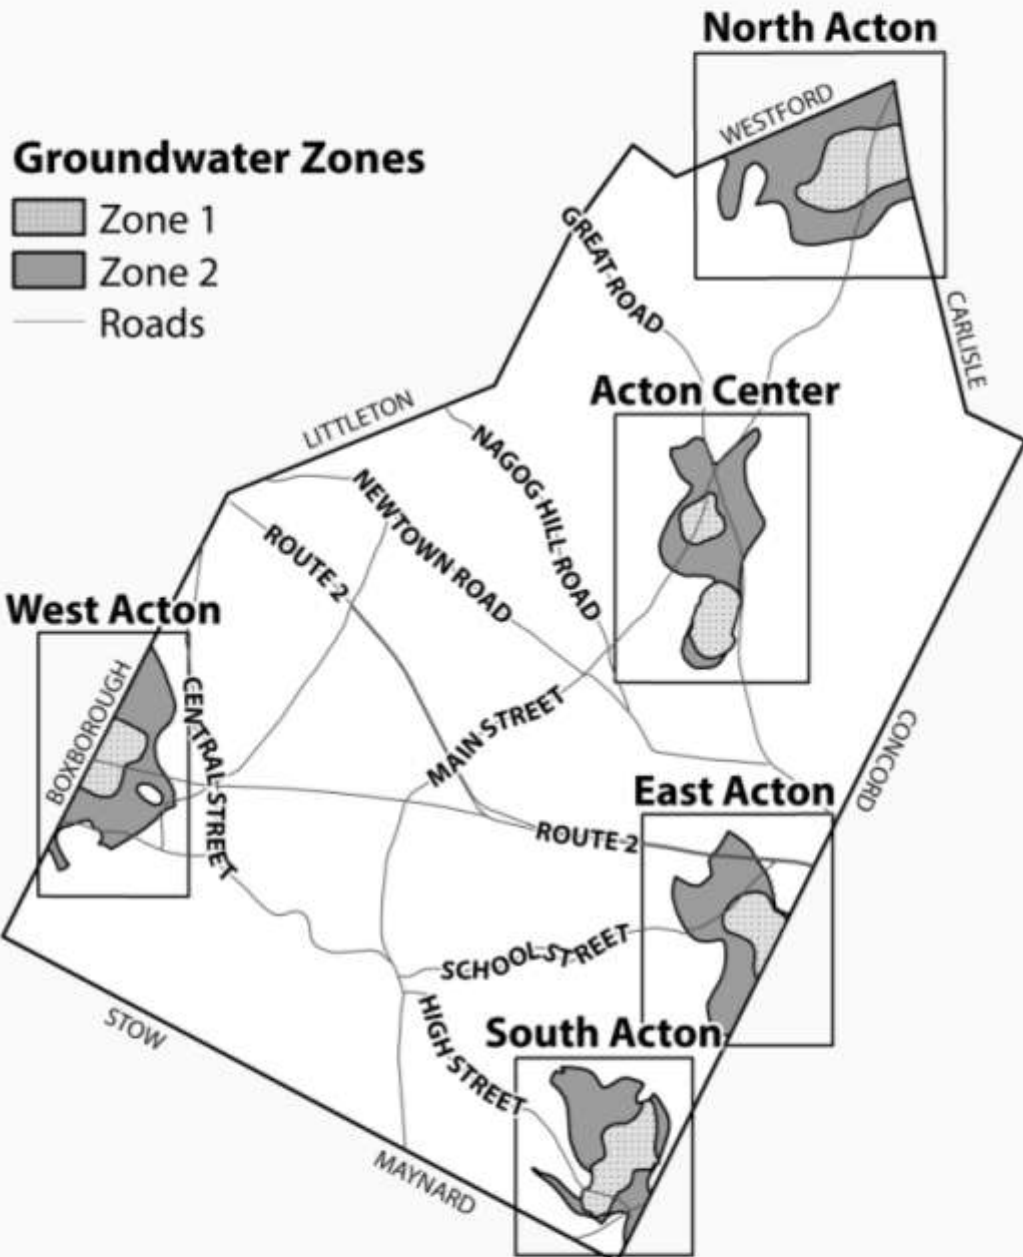 North Acton
WESTFORD
Groundwater Zones
Zone 1
Zone 2
Roads
GREAT ROAD
CARLISLE
Acton Center
LITTLETON
NAGOG HILL ROAD
NEWTOWN ROAD
ROUTE 2
West Acton
BOXBOROUGH
CENTRAL STREET
MAIN STREET
CONCORD
East Acton
ROUTE 2
SCHOOL STREET
HIGH STREET
South Acton
STOW
MAYNARD